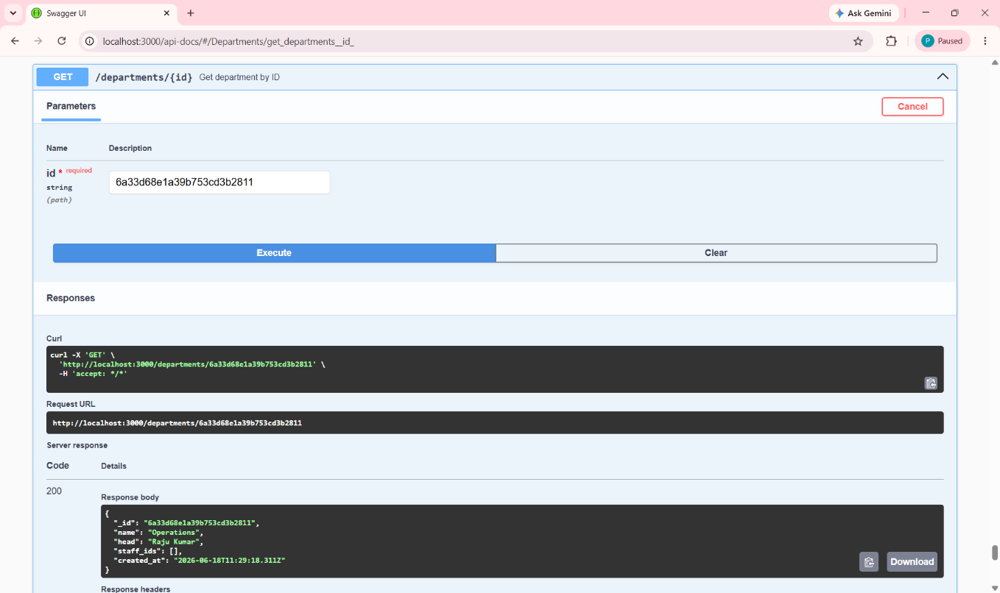 Swagger UI
Ask Gemini
localhost:3000/api-docs/#/Departments/get_departments__id_
P Paused
GET /departments/{id} Get department by ID
Parameters
Cancel
Name Description
id * required
string
(path)
6a33d68e1a39b753cd3b2811
Execute Clear
Responses
Curl
curl -X 'GET' \
'http://localhost:3000/departments/6a33d68e1a39b753cd3b2811' \
-H 'accept: */*'
Request URL
http://localhost:3000/departments/6a33d68e1a39b753cd3b2811
Server response
Code Details
200
Response body
{
"_id": "6a33d68e1a39b753cd3b2811",
"name": "Operations",
"head": "Raju Kumar",
"staff_ids": [],
"created_at": "2026-06-18T11:29:18.311Z"
}
Download
Response headers